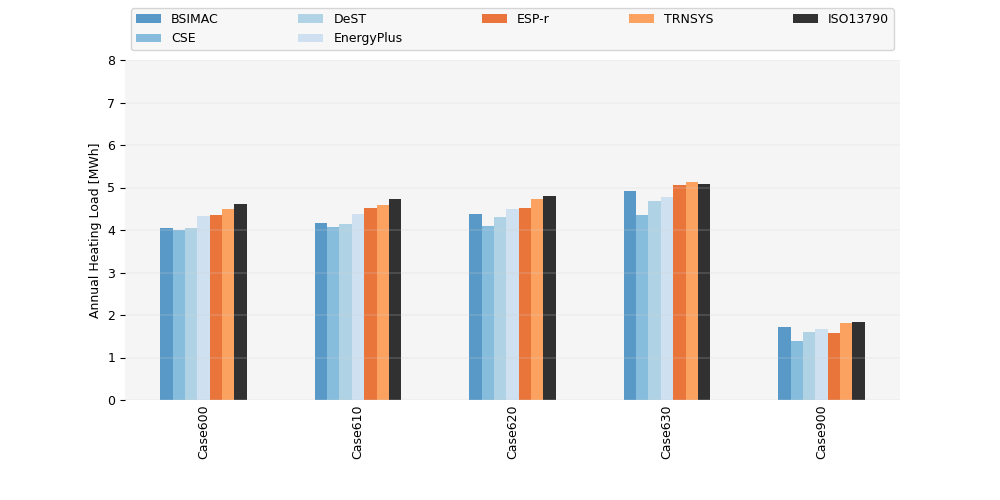 BSIMAC DeST ESP-r TRNSYS ISO13790
CSE EnergyPlus
Annual Heating Load [MWh]
8
7
6
5
4
3
2
1
0
Case600 Case610 Case620 Case630 Case900